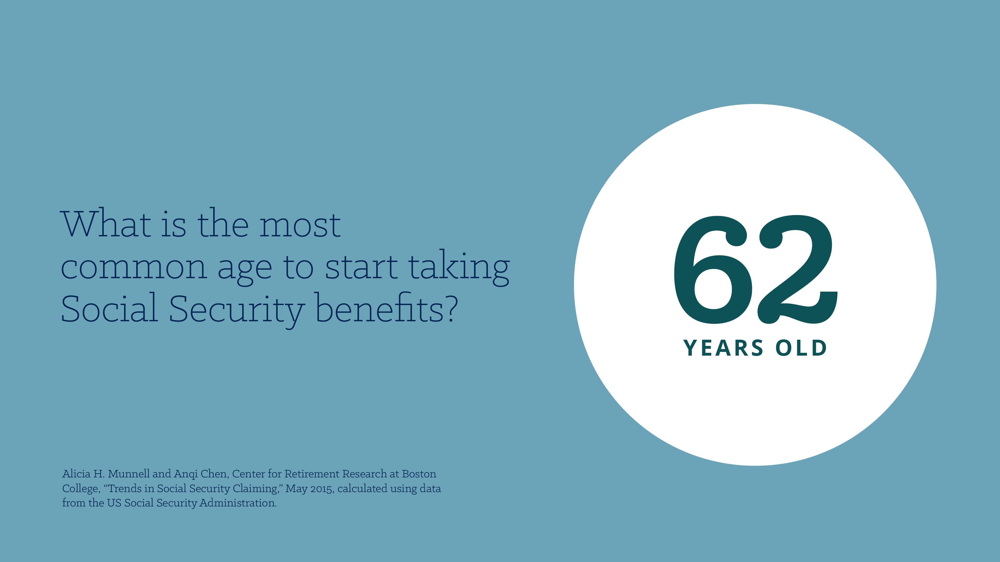 What is the most
common age to start taking
Social Security benefits?
62
YEARS OLD
Alicia H. Munnell and Anqi Chen, Center for Retirement Research at Boston
College, “Trends in Social Security Claiming,” May 2015, calculated using data
from the US Social Security Administration.